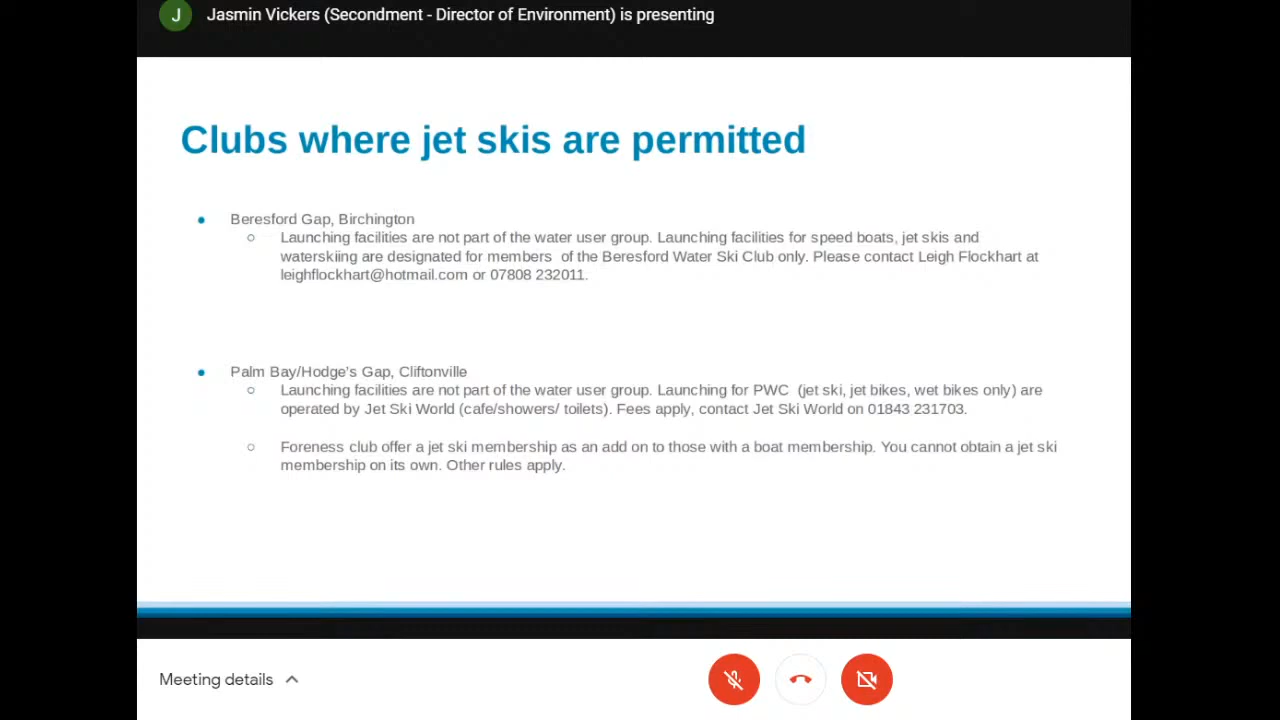 J
Jasmin Vickers (Secondment - Director of Environment) is presenting
Clubs where jet skis are permitted
Beresford Gap, Birchington
Launching facilities are not part of the water user group. Launching facilities for speed boats, jet skis and
waterskiing are designated for members of the Beresford Water Ski Club only. Please contact Leigh Flockhart at
leighflockhart@hotmail.com or 07808 232011.
Palm Bay/Hodge's Gap, Cliftonville
Launching facilities are not part of the water user group. Launching for PWC (jet ski, jet bikes, wet bikes only) are
operated by Jet Ski World (cafe/showers/ toilets). Fees apply, contact Jet Ski World on 01843 231703.
Foreness club offer a jet ski membership as an add on to those with a boat membership. You cannot obtain a jet ski
membership on its own. Other rules apply.
Meeting details